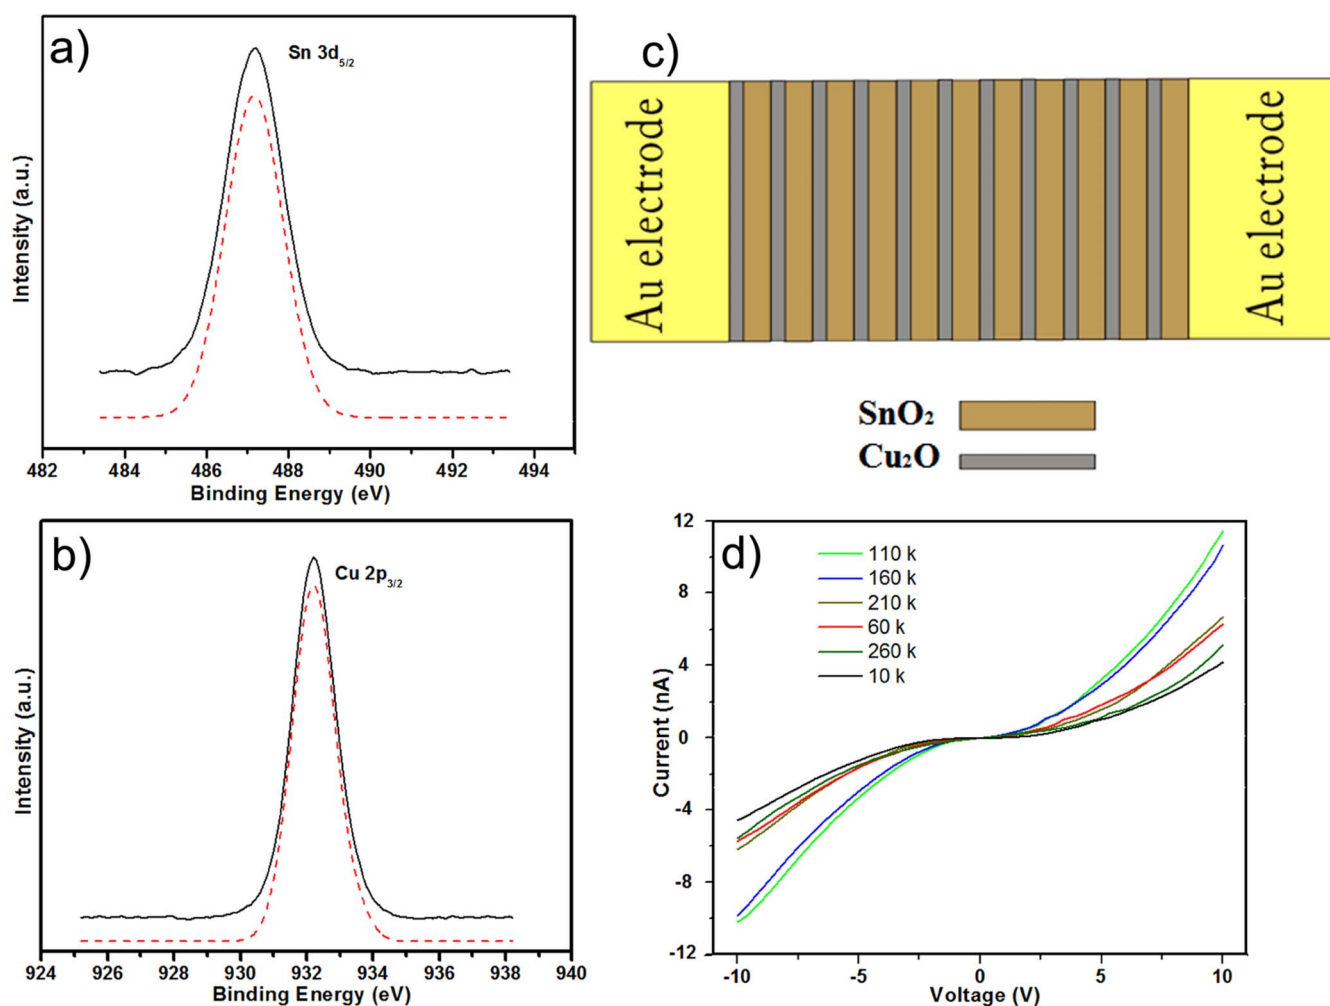 a)
Sn 3d5/2
Intensity (a.u.)
482 484 486 488 490 492 494
Binding Energy (eV)
c)
Au electrode
Au electrode
SnO2
Cu2O
b)
Cu 2p3/2
Intensity (a.u.)
924 926 928 930 932 934 936 938 940
Binding Energy (eV)
d)
110 k
160 k
210 k
60 k
260 k
10 k
Current (nA)
12
8
4
0
-4
-8
-12
-10 -5 0 5 10
Voltage (V)